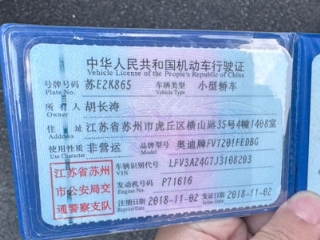 中华人民共和国机动车行驶证
Vehicle License of the People's Republic of China
号牌号码 苏E2K865 车辆类型 小型轿车
Plate No. Vehicle Type
所有人 胡长涛
Owner
住址 江苏省苏州市虎丘区横山路35号4幢1408室
Address
使用性质 非营运 品牌型号 奥迪牌FV7201FEDBG
Use Character Model
江苏省苏州市公安局交通警察支队
车辆识别代号 LFV3A24G7J3108203
VIN
发动机号码 P71616
Engine No.
注册日期 2018-11-02 发证日期 2018-11-02
Register Date Issue Date